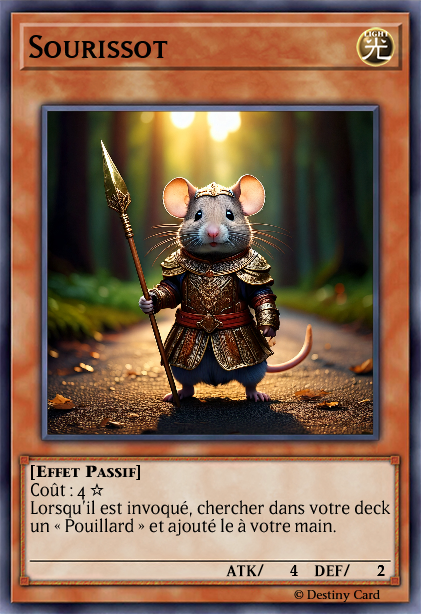 Sourissot
LIGHT
光
[Effet Passif]
Coût : 4 ☆
Lorsqu'il est invoqué, chercher dans votre deck
un « Pouillard » et ajouté le à votre main.
ATK/ 4 DEF/ 2
© Destiny Card